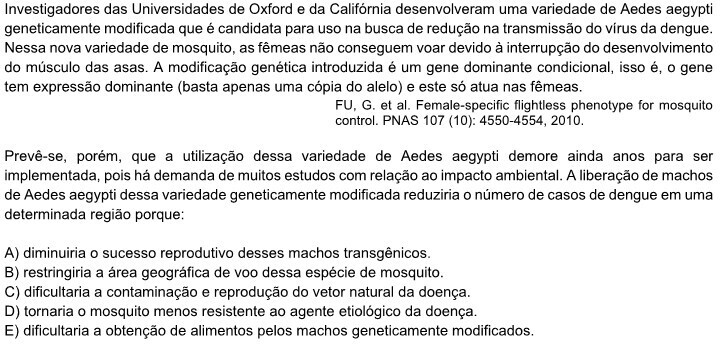 Investigadores das Universidades de Oxford e da Califórnia desenvolveram uma variedade de Aedes aegypti
geneticamente modificada que é candidata para uso na busca de redução na transmissão do vírus da dengue.
Nessa nova variedade de mosquito, as fêmeas não conseguem voar devido à interrupção do desenvolvimento
do músculo das asas. A modificação genética introduzida é um gene dominante condicional, isso é, o gene
tem expressão dominante (basta apenas uma cópia do alelo) e este só atua nas fêmeas.
FU, G. et al. Female-specific flightless phenotype for mosquito
control. PNAS 107 (10): 4550-4554, 2010.
Prevê-se, porém, que a utilização dessa variedade de Aedes aegypti demore ainda anos para ser
implementada, pois há demanda de muitos estudos com relação ao impacto ambiental. A liberação de machos
de Aedes aegypti dessa variedade geneticamente modificada reduziria o número de casos de dengue em uma
determinada região porque:
A) diminuiria o sucesso reprodutivo desses machos transgênicos.
B) restringiria a área geográfica de voo dessa espécie de mosquito.
C) dificultaria a contaminação e reprodução do vetor natural da doença.
D) tornaria o mosquito menos resistente ao agente etiológico da doença.
E) dificultaria a obtenção de alimentos pelos machos geneticamente modificados.